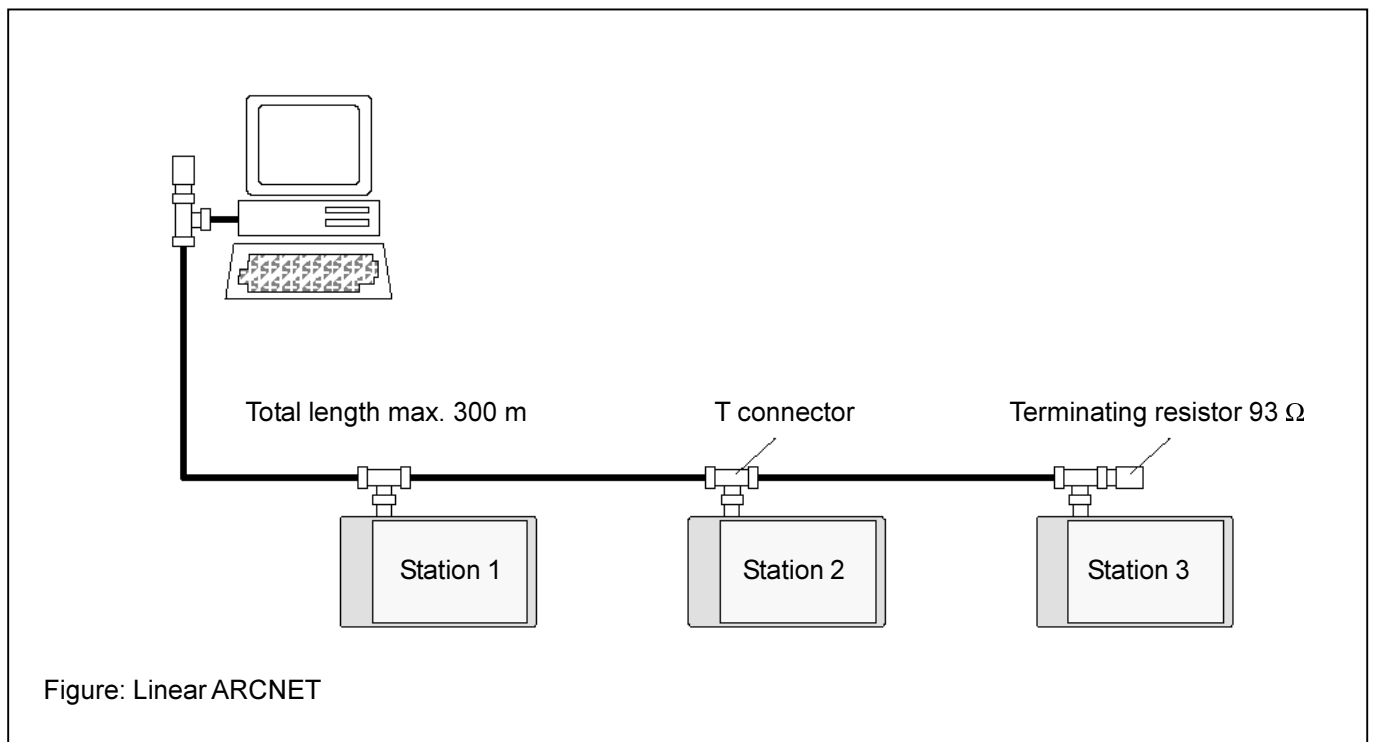 Total length max. 300 m
T connector
Terminating resistor 93 Ω
Station 1
Station 2
Station 3
Figure: Linear ARCNET